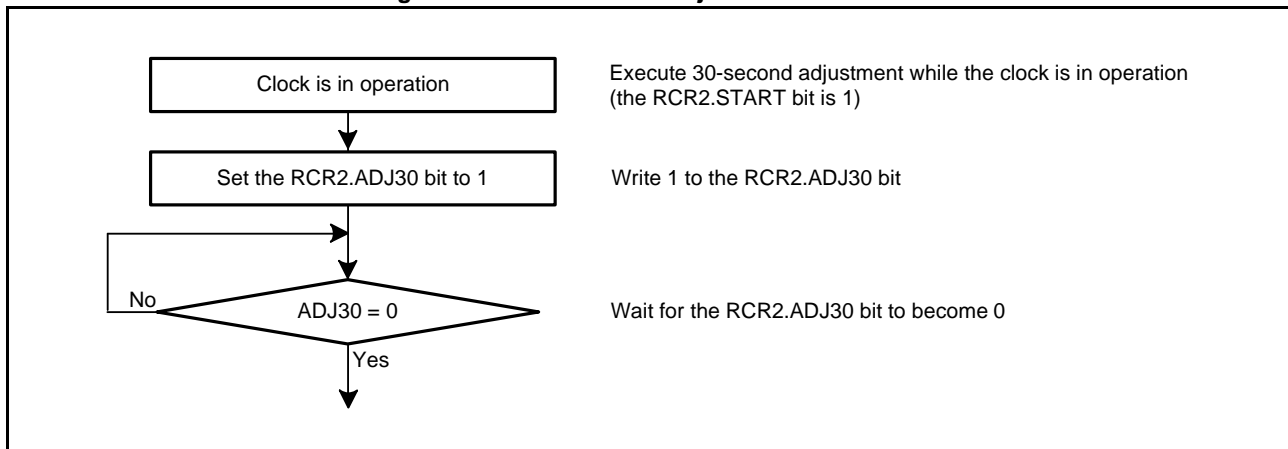 Clock is in operation
Execute 30-second adjustment while the clock is in operation
(the RCR2.START bit is 1)
Set the RCR2.ADJ30 bit to 1
Write 1 to the RCR2.ADJ30 bit
No
ADJ30 = 0
Wait for the RCR2.ADJ30 bit to become 0
Yes